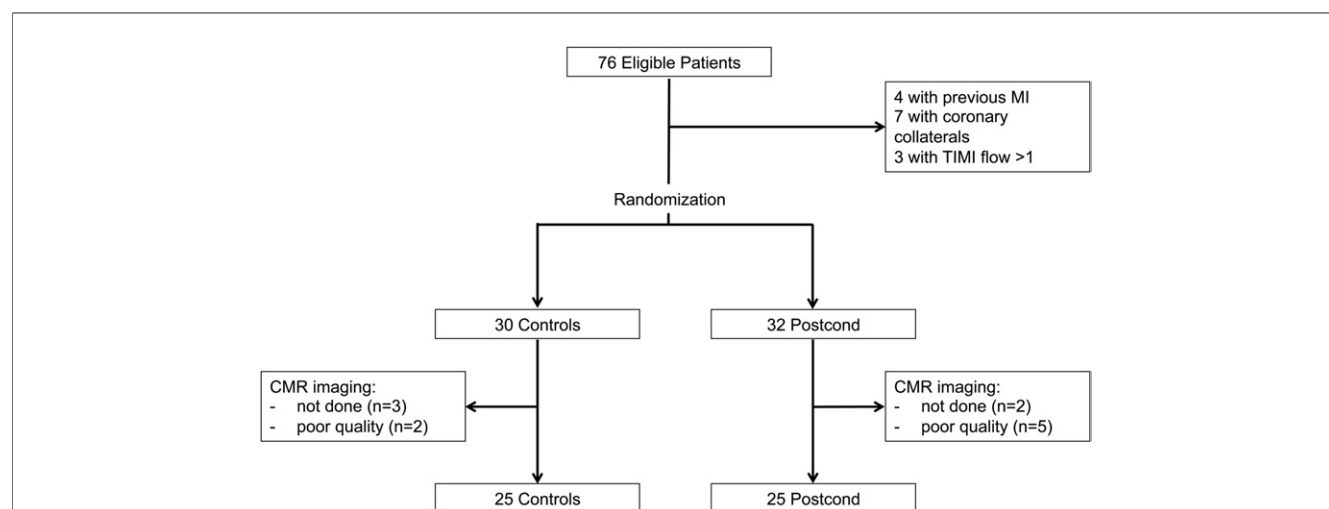 76 Eligible Patients
4 with previous MI
7 with coronary
collaterals
3 with TIMI flow >1
Randomization
30 Controls
32 Postcond
CMR imaging:
- not done (n=3)
- poor quality (n=2)
CMR imaging:
- not done (n=2)
- poor quality (n=5)
25 Controls
25 Postcond